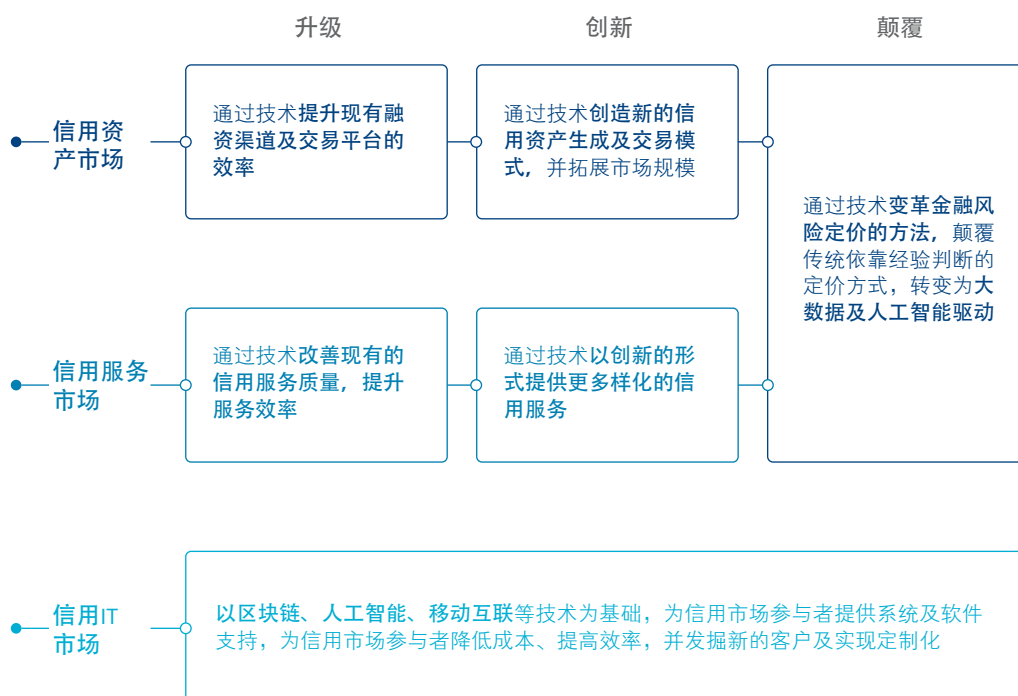 升级
创新
颠覆
信用资
产市场
通过技术提升现有融
资渠道及交易平台的
效率
通过技术创造新的信
用资产生成及交易模
式，并拓展市场规模
通过技术变革金融风
险定价的方法，颠覆
传统依靠经验判断的
定价方式，转变为大
数据及人工智能驱动
信用服务
市场
通过技术改善现有的
信用服务质量，提升
服务效率
通过技术以创新的形
式提供更多样化的信
用服务
信用IT
市场
以区块链、人工智能、移动互联等技术为基础，为信用市场参与者提供系统及软件
支持，为信用市场参与者降低成本、提高效率，并发掘新的客户及实现定制化